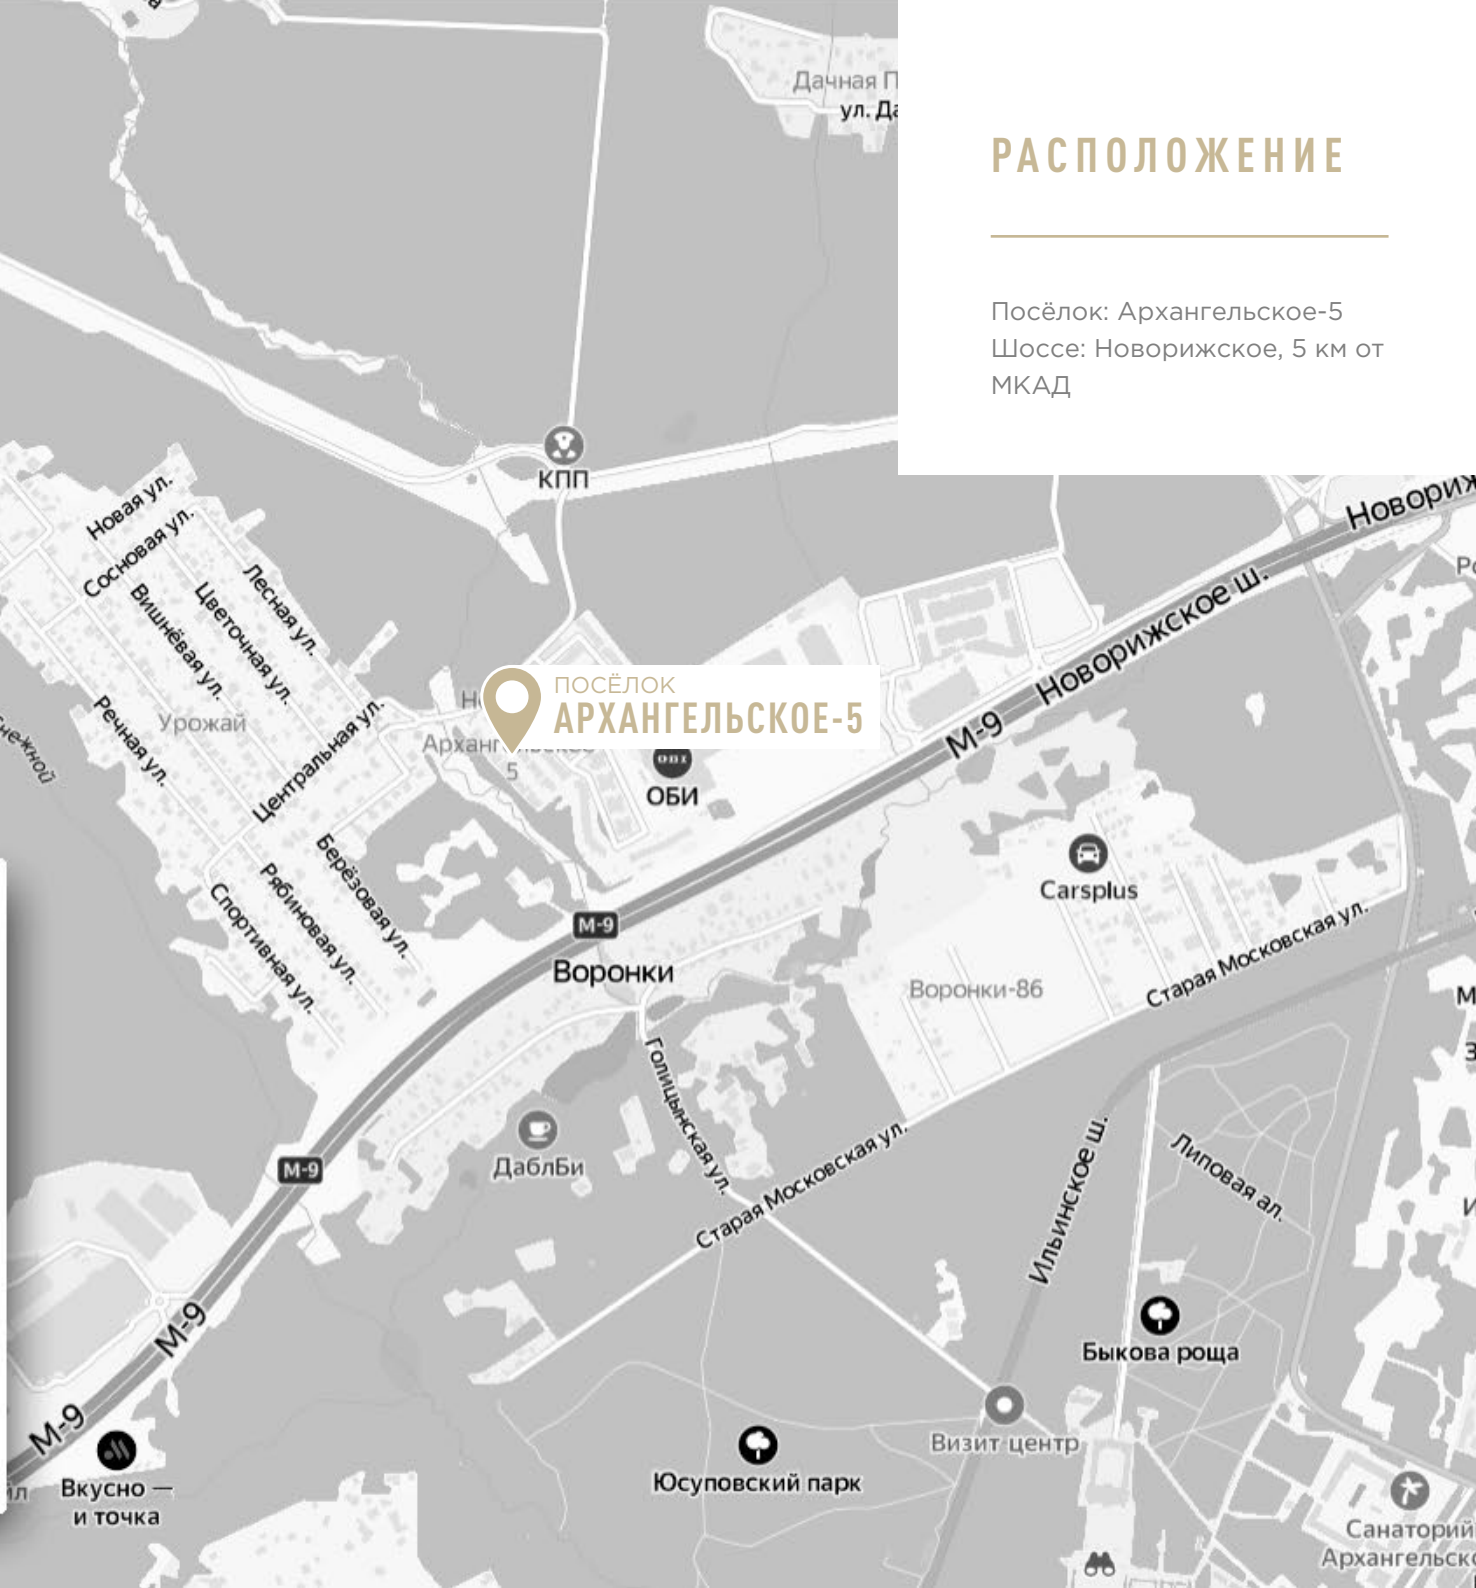 Дачная
ул.
РАСПОЛОЖЕНИЕ
Посёлок: Архангельское-5
Шоссе: Новорижское, 5 км от
МКАД
КПП
Новая ул.
Сосновая ул.
Вишнёвая ул.
Цветочная ул.
Лесная ул.
Речная ул.
Урожай
Центральная ул.
ПОСЁЛОК
АРХАНГЕЛЬСКОЕ-5
5
ОБИ
М-9
Новорижское ш.
Берёзовая ул.
Рябиновая ул.
Спортивная ул.
Carsplus
М-9
Воронки
Воронки-86
Старая Московская ул.
Голицынская ул.
ДаблБи
М-9
Старая Московская ул.
Ильинское ш.
Липовая ал.
М-9
Быкова роща
М-9
Визит центр
Юсуповский парк
Вкусно —
и точка
Санаторий